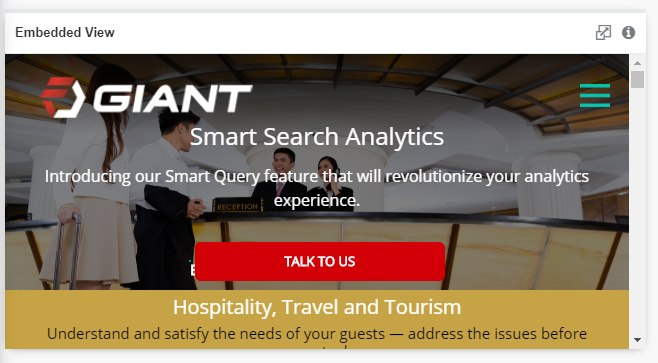 Embedded View
GIANT
Smart Search Analytics
Introducing our Smart Query feature that will revolutionize your analytics
experience.
RECEPTION
TALK TO US
Hospitality, Travel and Tourism
Understand and satisfy the needs of your guests — address the issues before